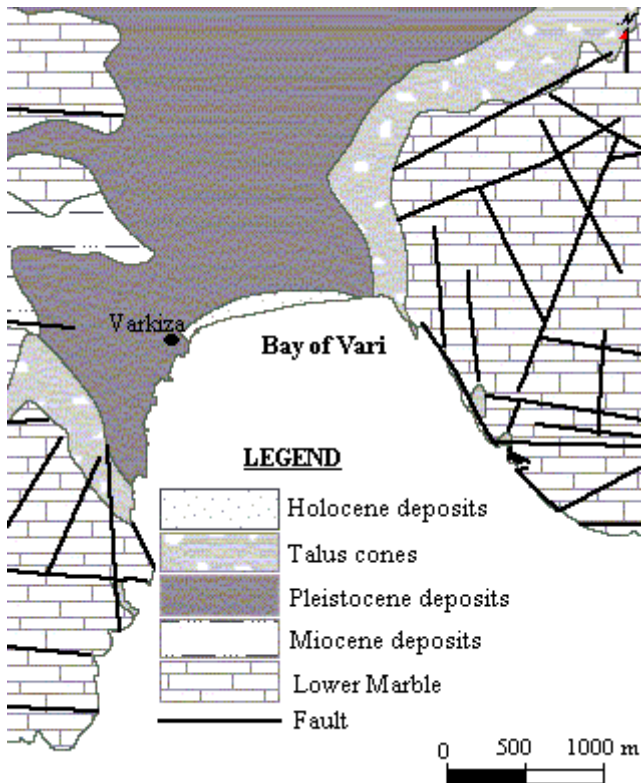 N
Varkiza
Bay of Vari
LEGEND
Holocene deposits
Talus cones
Pleistocene deposits
Miocene deposits
Lower Marble
Fault
0 500 1000 m